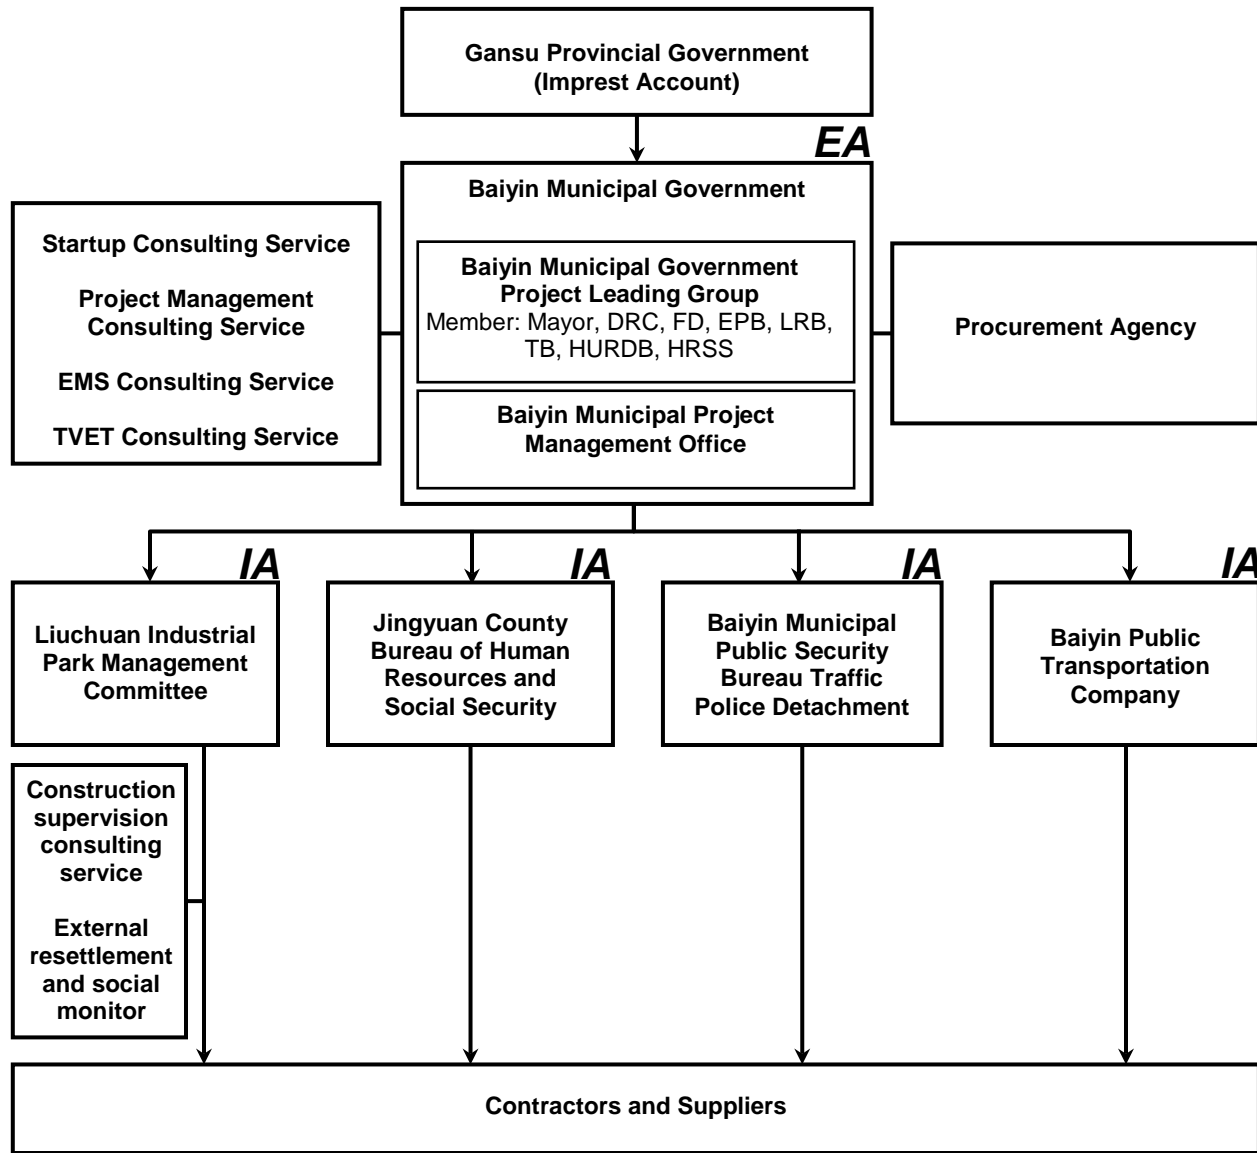 Gansu Provincial Government
(Imprest Account)
EA
Baiyin Municipal Government
Startup Consulting Service
Project Management
Consulting Service
EMS Consulting Service
TVET Consulting Service
Baiyin Municipal Government
Project Leading Group
Member: Mayor, DRC, FD, EPB, LRB,
TB, HURDB, HRSS
Baiyin Municipal Project
Management Office
Procurement Agency
IA
Liuchuan Industrial
Park Management
Committee
IA
Jingyuan County
Bureau of Human
Resources and
Social Security
IA
Baiyin Municipal
Public Security
Bureau Traffic
Police Detachment
IA
Baiyin Public
Transportation
Company
Construction
supervision
consulting
service
External
resettlement
and social
monitor
Contractors and Suppliers